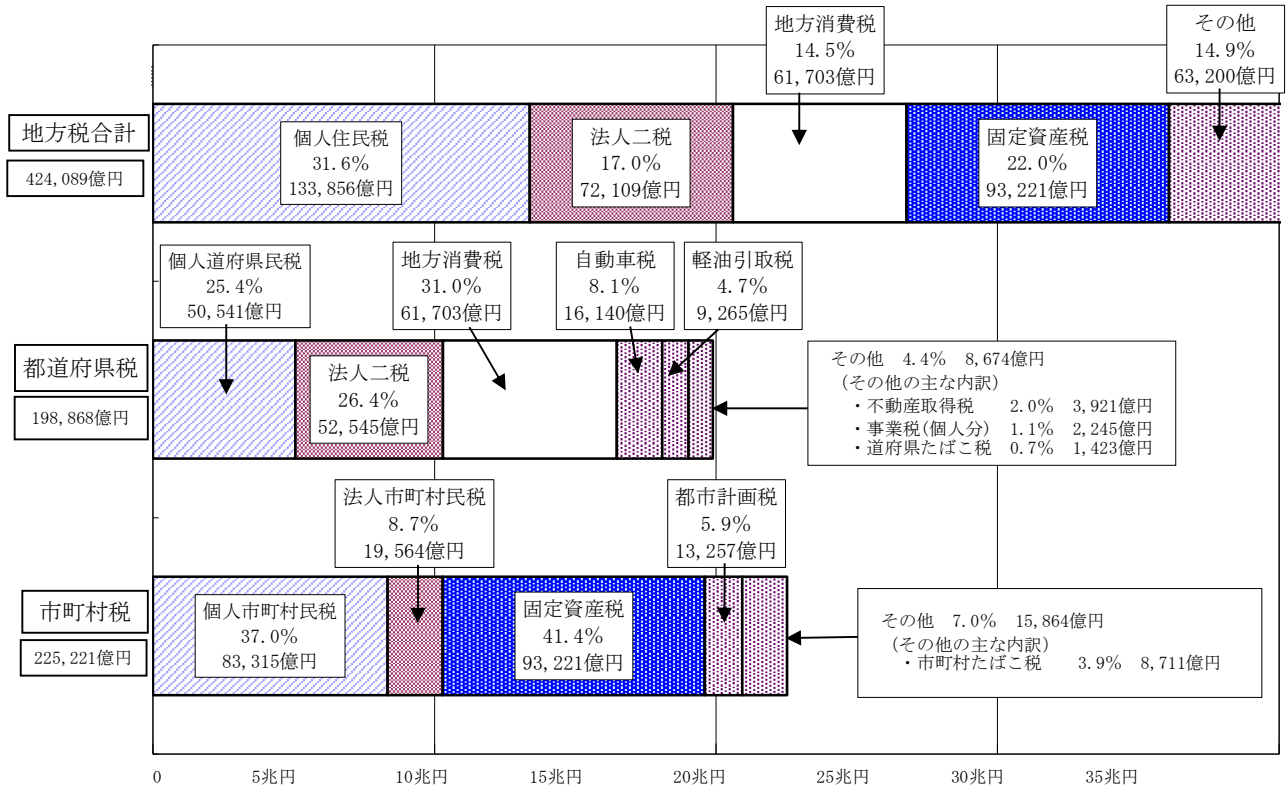 地方消費税
14.5%
61,703億円
その他
14.9%
63,200億円
地方税合計
424,089億円
個人住民税
31.6%
133,856億円
法人二税
17.0%
72,109億円
固定資産税
22.0%
93,221億円
個人道府県民税
25.4%
50,541億円
地方消費税
31.0%
61,703億円
自動車税
8.1%
16,140億円
軽油引取税
4.7%
9,265億円
都道府県税
198,868億円
法人二税
26.4%
52,545億円
その他 4.4% 8,674億円
(その他の主な内訳)
・不動産取得税 2.0% 3,921億円
・事業税(個人分) 1.1% 2,245億円
・道府県たばこ税 0.7% 1,423億円
法人市町村民税
8.7%
19,564億円
都市計画税
5.9%
13,257億円
市町村税
225,221億円
個人市町村民税
37.0%
83,315億円
固定資産税
41.4%
93,221億円
その他 7.0% 15,864億円
(その他の主な内訳)
・市町村たばこ税 3.9% 8,711億円
0 5兆円 10兆円 15兆円 20兆円 25兆円 30兆円 35兆円